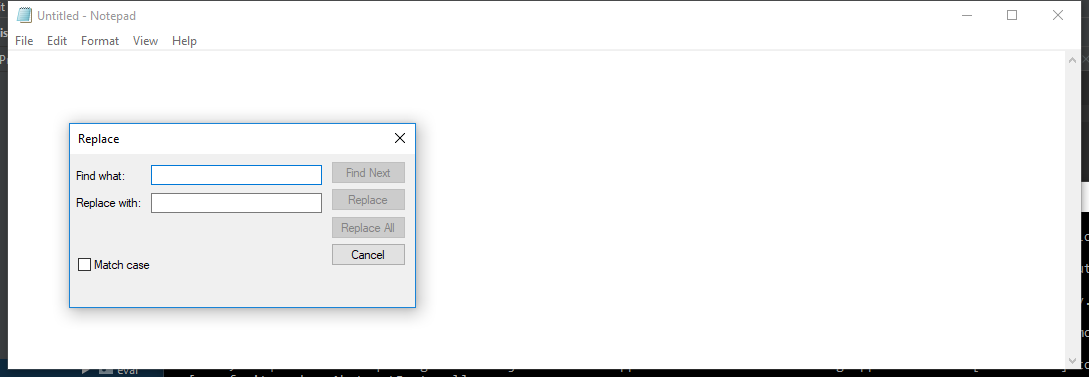 Untitled - Notepad
File Edit Format View Help
Replace
Find what:
Find Next
Replace with:
Replace
Replace All
Cancel
Match case
eval